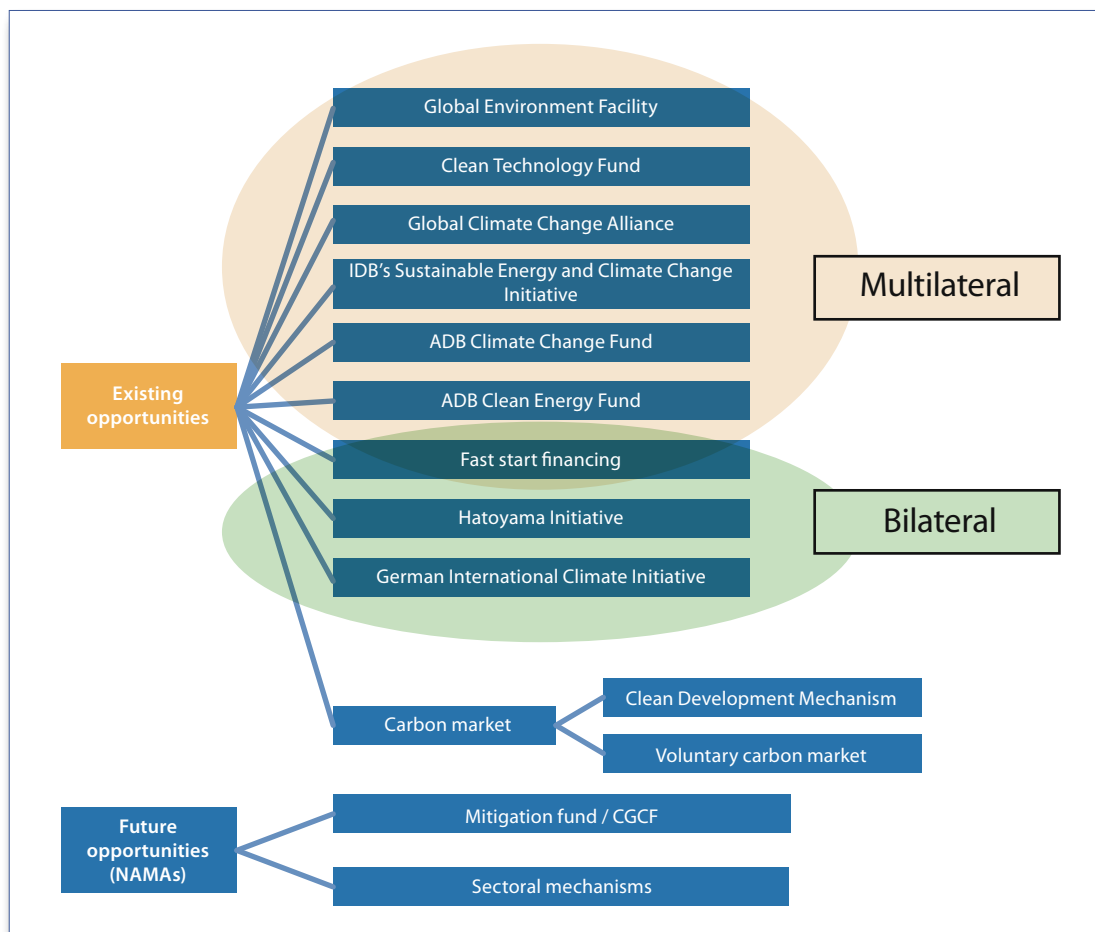 Global Environment Facility
Clean Technology Fund
Global Climate Change Alliance
IDB’s Sustainable Energy and Climate Change
Initiative
Multilateral
ADB Climate Change Fund
Existing
opportunities
ADB Clean Energy Fund
Fast start financing
Hatoyama Initiative
Bilateral
German International Climate Initiative
Carbon market
Clean Development Mechanism
Voluntary carbon market
Future
opportunities
(NAMAs)
Mitigation fund / CGCF
Sectoral mechanisms